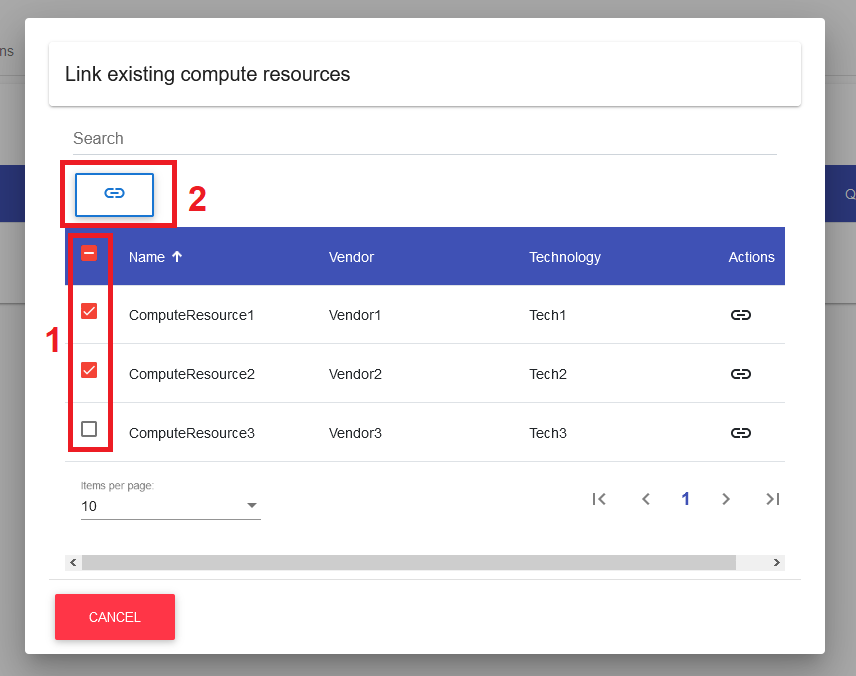 ns
Link existing compute resources
Search
2
Q
Name Vendor Technology Actions
1
ComputeResource1 Vendor1 Tech1
ComputeResource2 Vendor2 Tech2
ComputeResource3 Vendor3 Tech3
Items per page:
10
1
CANCEL